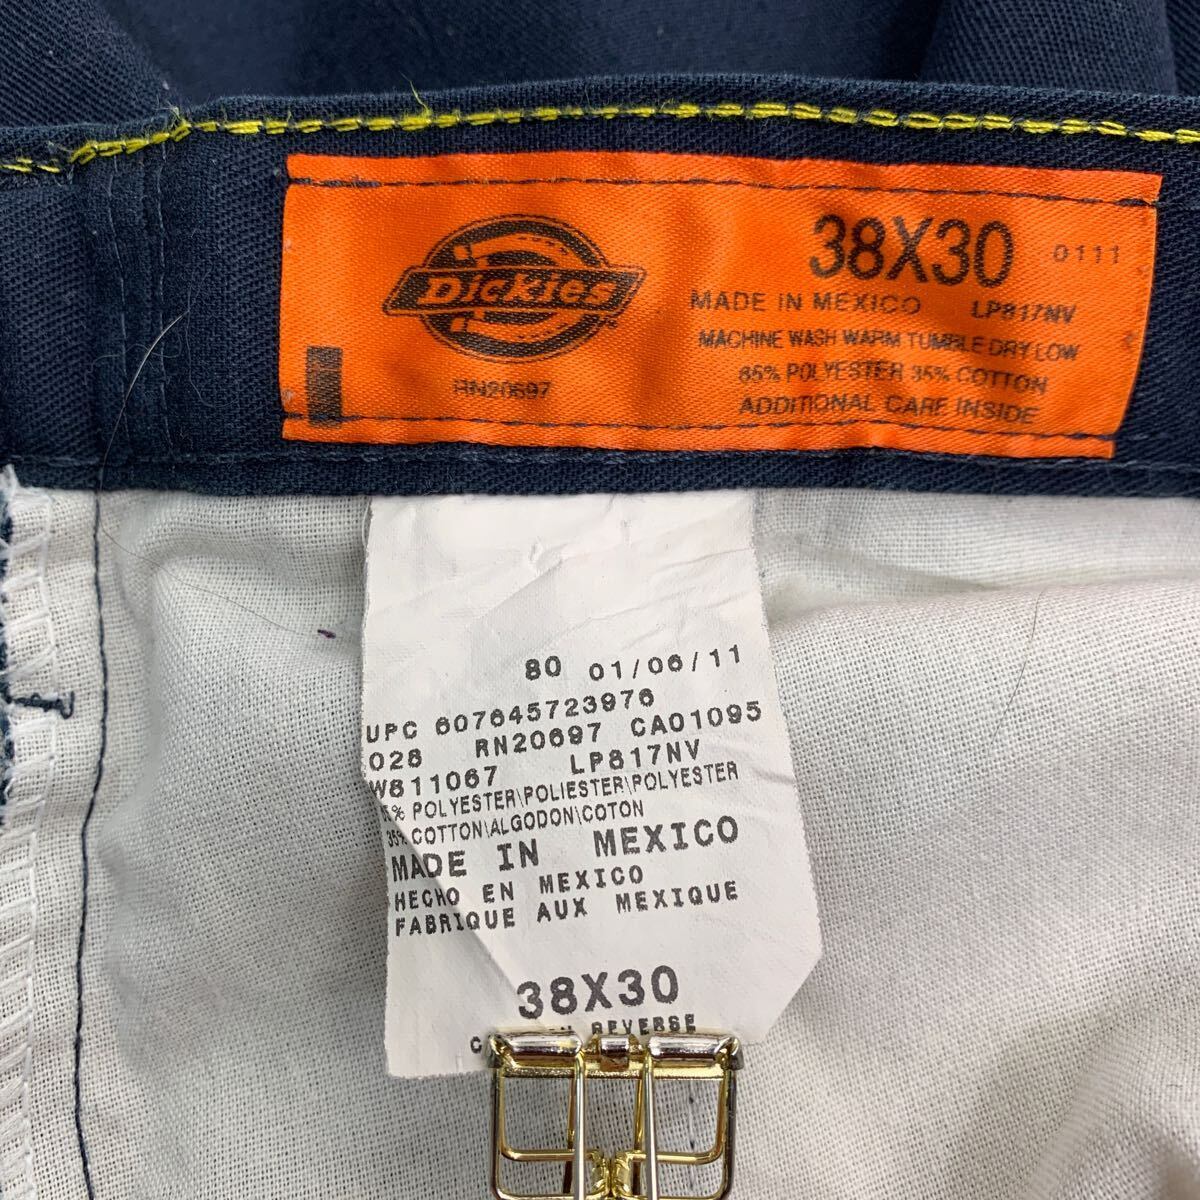 Dickies
RN20697
38X30 0111
MADE IN MEXICO LP817NV
MACHINE WASH WARM TUMBLE DRY LOW
65% POLYESTER 35% COTTON
ADDITIONAL CARE INSIDE
80 01/06/11
UPC 607645723976
028 RN20697 CA01095
W811067 LP817NV
% POLYESTER\POLIESTER\POLYESTER
35% COTTON\ALGODON\COTON
MADE IN MEXICO
HECHO EN MEXICO
FABRIQUE AUX MEXIQUE
38X30
REVERSE